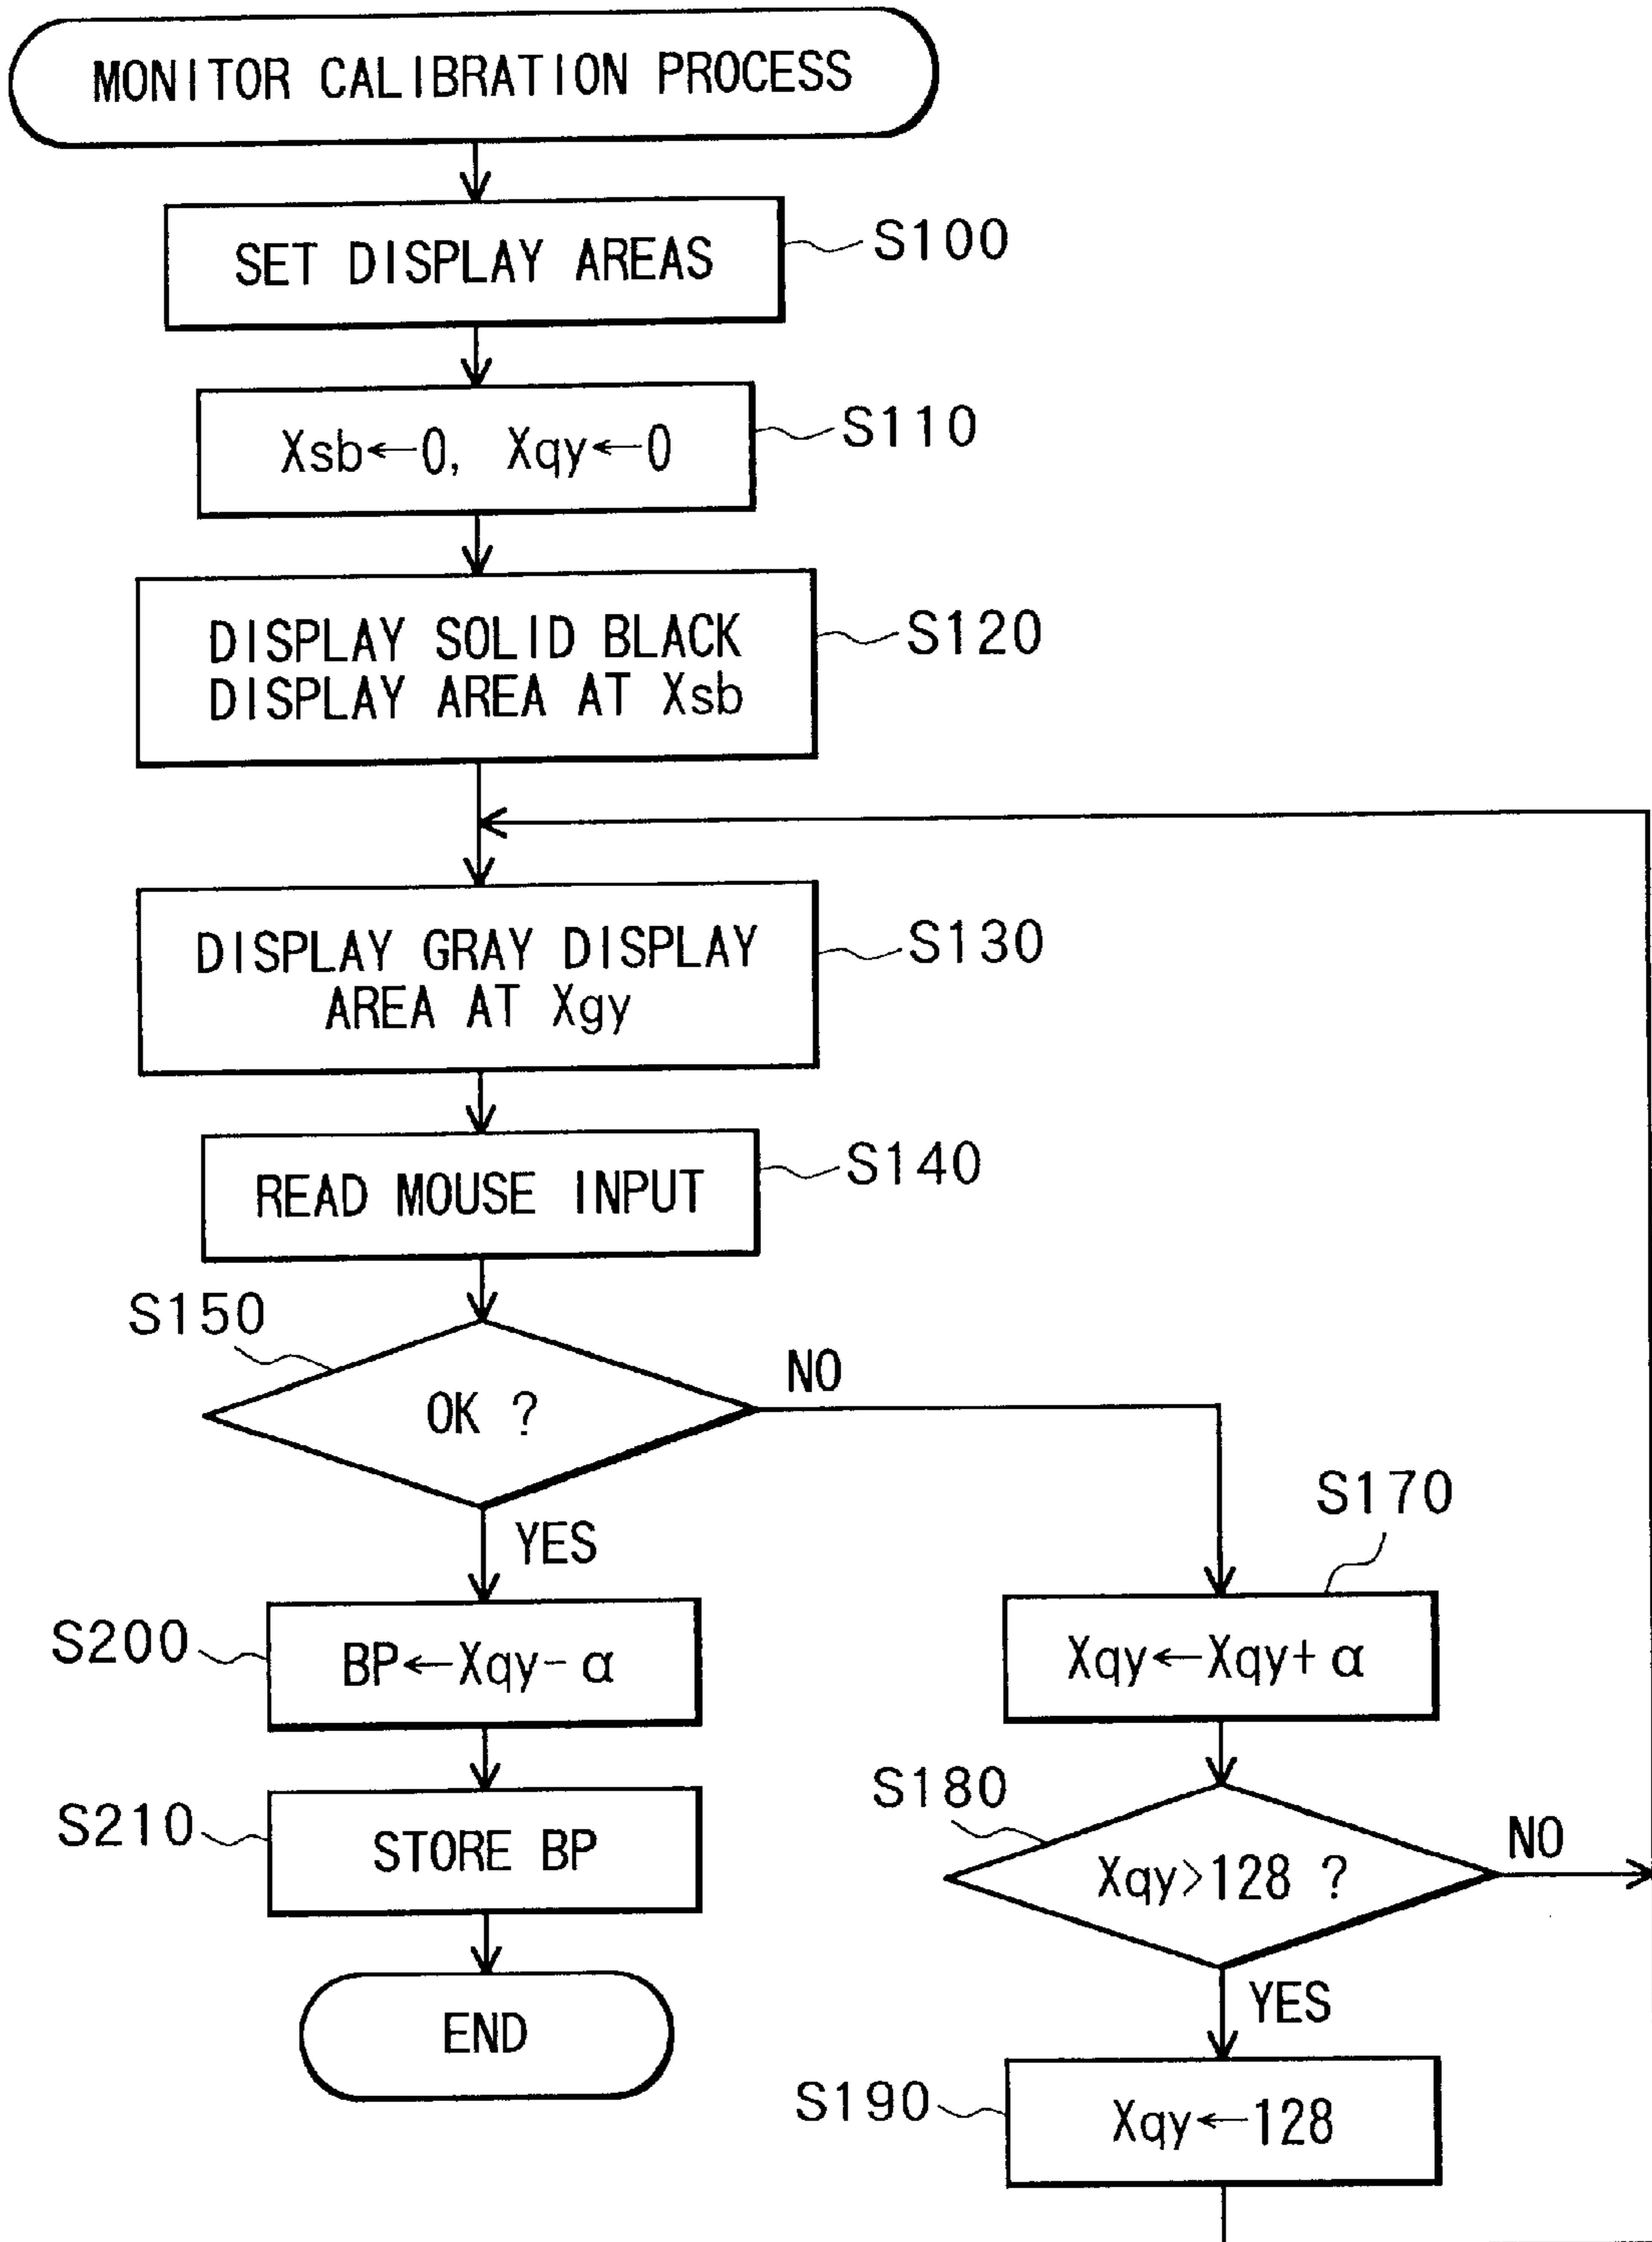 MONITOR CALIBRATION PROCESS
SET DISPLAY AREAS
S100
Xsb←0, Xqy←0
S110
DISPLAY SOLID BLACK
DISPLAY AREA AT Xsb
S120
DISPLAY GRAY DISPLAY
AREA AT Xgy
S130
READ MOUSE INPUT
S140
S150
OK ?
NO
YES
S170
Xqy←Xqy+α
S200
BP←Xqy-α
S180
Xqy>128 ?
NO
S210
STORE BP
YES
END
S190
Xqy←128